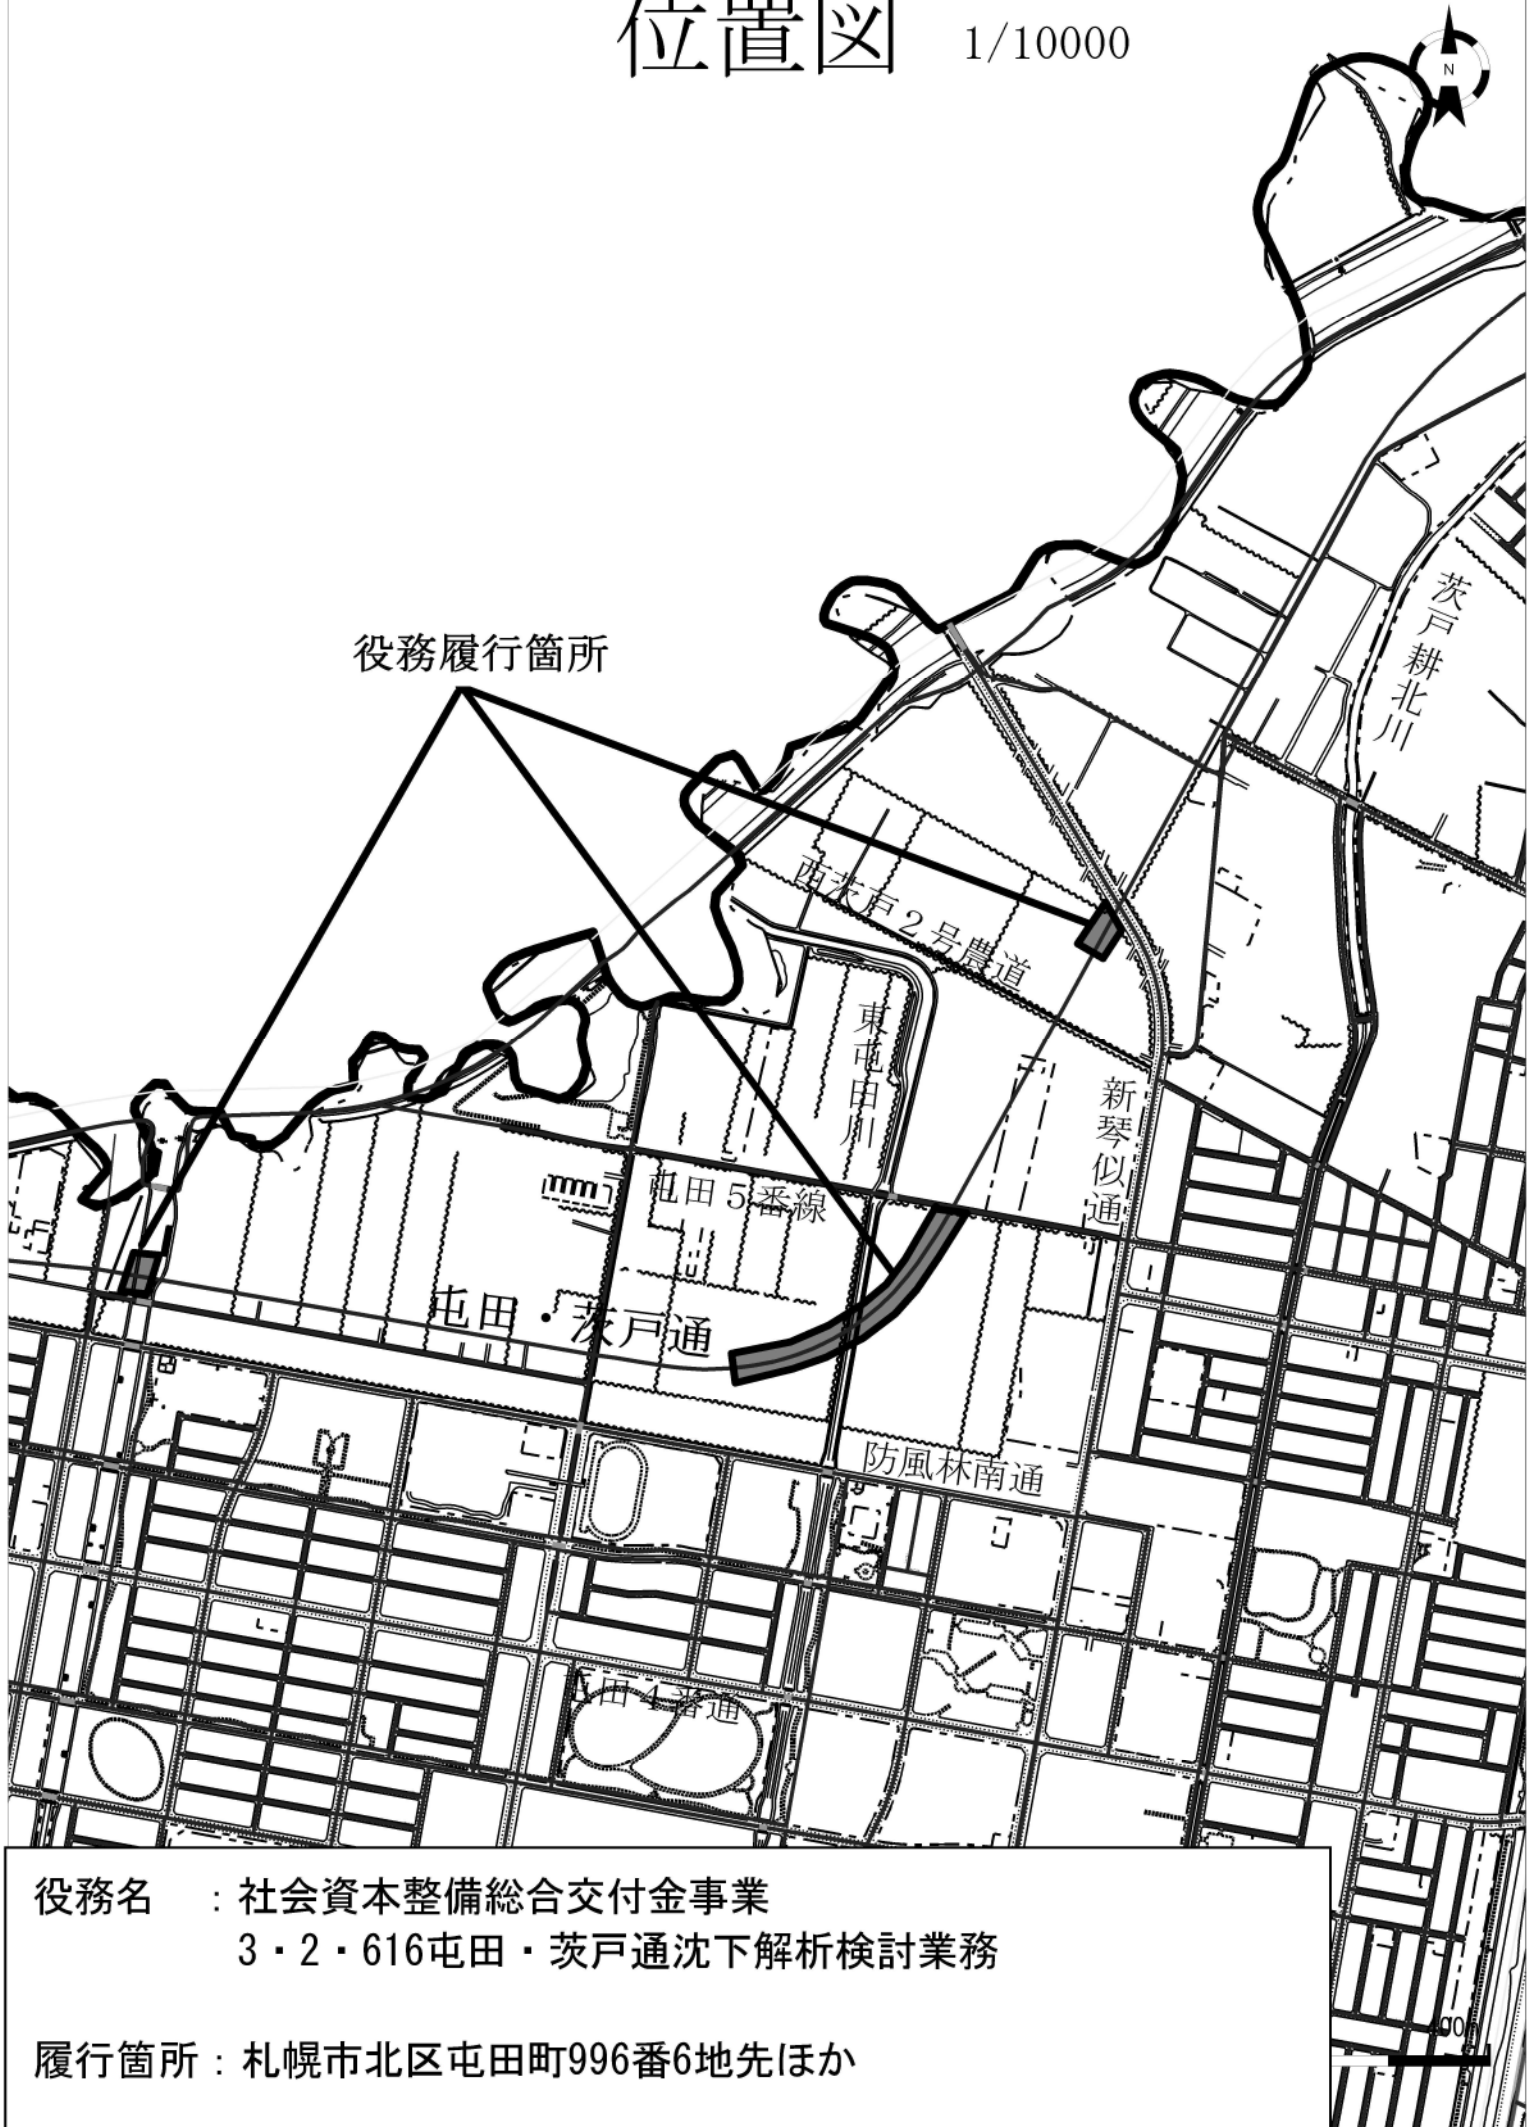 位置図 1/10000
N
役務履行箇所
茨戸耕北川
西茨戸2号農道
東屯田川
新琴似通
屯田5番線
屯田・茨戸通
防風林南通
屯田4番通
役務名 : 社会資本整備総合交付金事業
3・2・616屯田・茨戸通沈下解析検討業務
履行箇所 : 札幌市北区屯田町996番6地先ほか